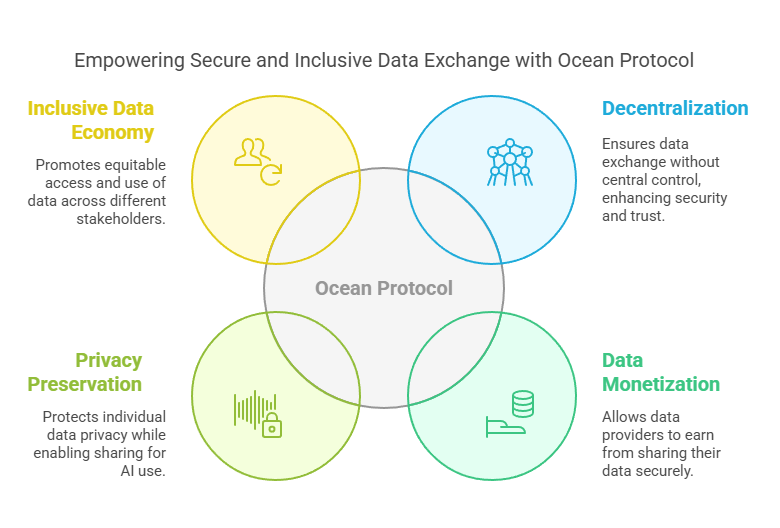 Empowering Secure and Inclusive Data Exchange with Ocean Protocol
Inclusive Data
Economy
Promotes equitable
access and use of
data across different
stakeholders.
Decentralization
Ensures data
exchange without
central control,
enhancing security
and trust.
Ocean Protocol
Privacy
Preservation
Protects individual
data privacy while
enabling sharing for
AI use.
Data
Monetization
Allows data
providers to earn
from sharing their
data securely.